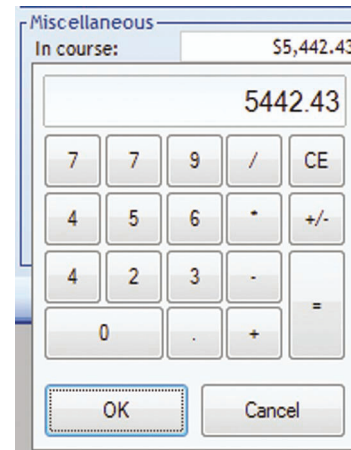 Miscellaneous
In course: $5,442.43
5442.43
7 7 9 / CE
4 5 6 * +/-
4 2 3 -
=
0 . +
OK Cancel